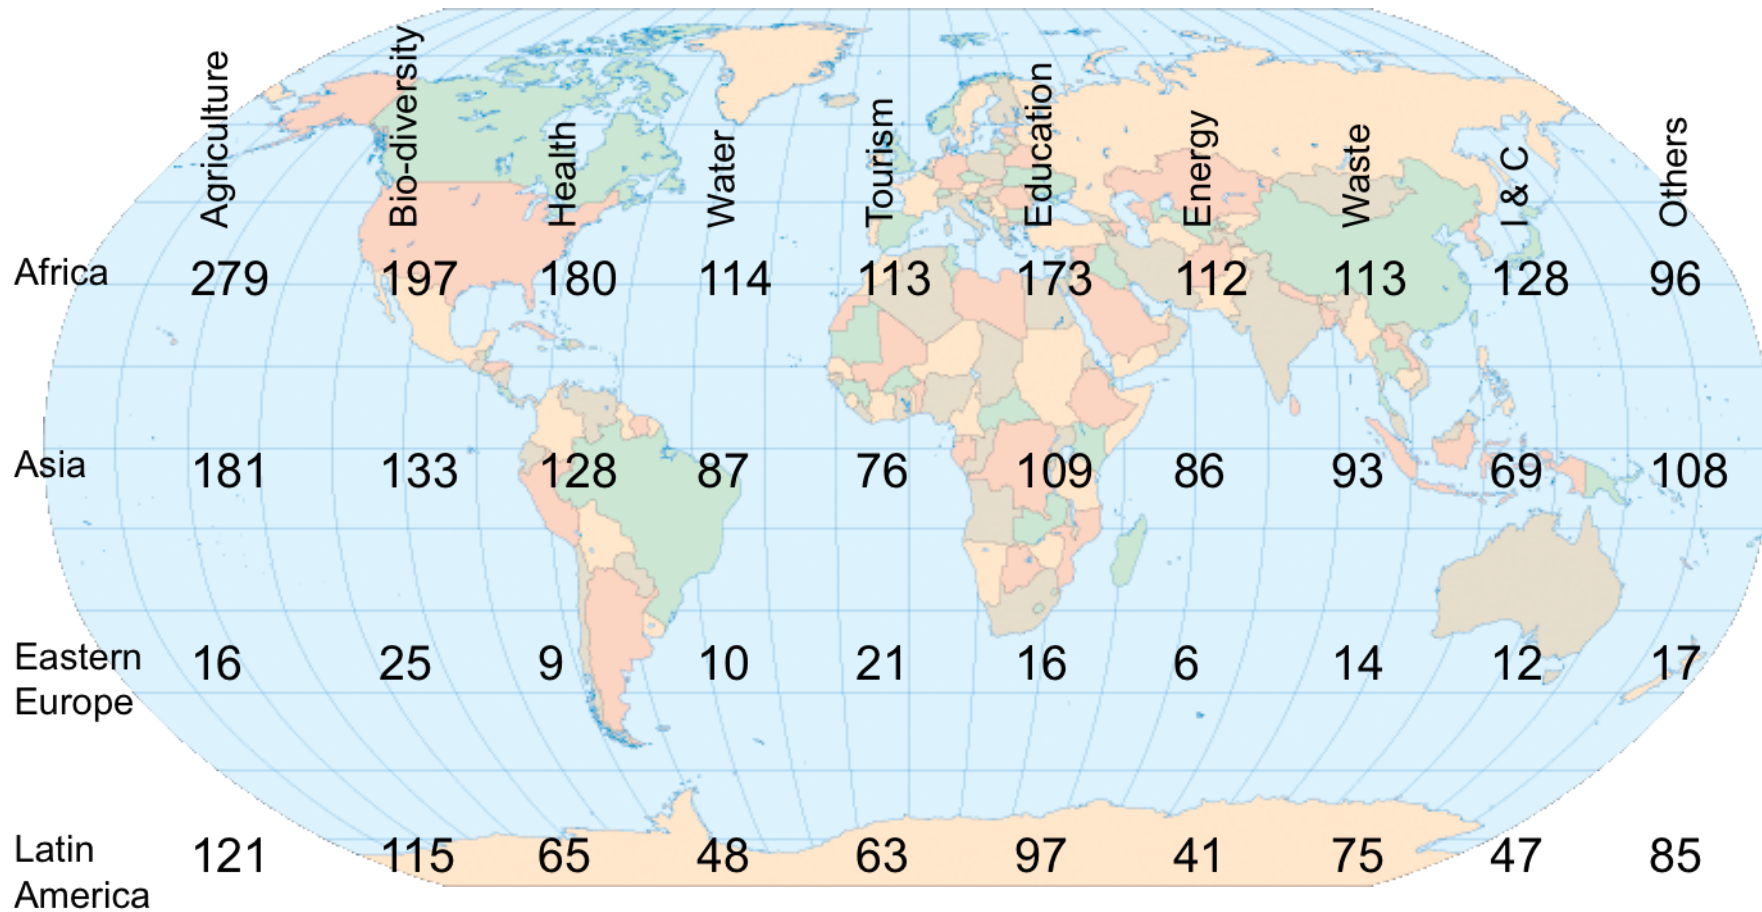 Agriculture Bio-diversity Health Water Tourism Education Energy Waste I & C Others
Africa 279 197 180 114 113 173 112 113 128 96
Asia 181 133 128 87 76 109 86 93 69 108
Eastern
Europe 16 25 9 10 21 16 6 14 12 17
Latin
America 121 115 65 48 63 97 41 75 47 85